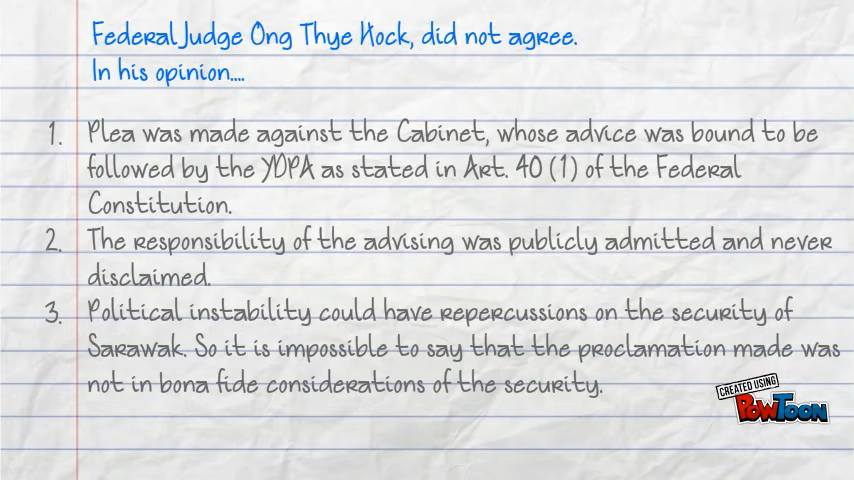 Federal Judge Ong Thye Hock, did not agree.
In his opinion....
1. Plea was made against the Cabinet, whose advice was bound to be
followed by the YDPA as stated in Art. 40 (1) of the Federal
Constitution.
2. The responsibility of the advising was publicly admitted and never
disclaimed.
3. Political instability could have repercussions on the security of
Sarawak. So it is impossible to say that the proclamation made was
not in bona fide considerations of the security.
CREATED USING
POWTOON